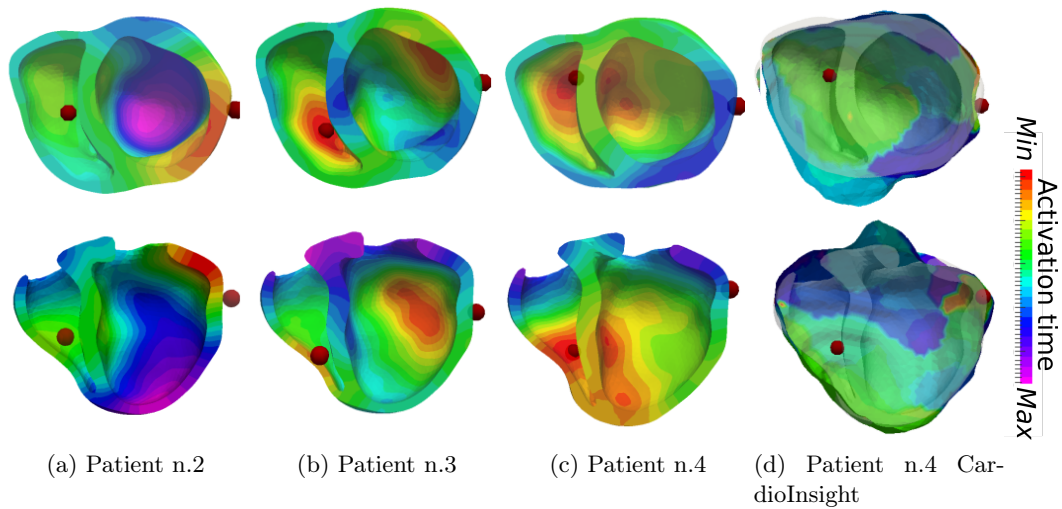 Min
Activation time
Max
(a) Patient n.2
(b) Patient n.3
(c) Patient n.4
(d) Patient n.4 Car-
dioInsight